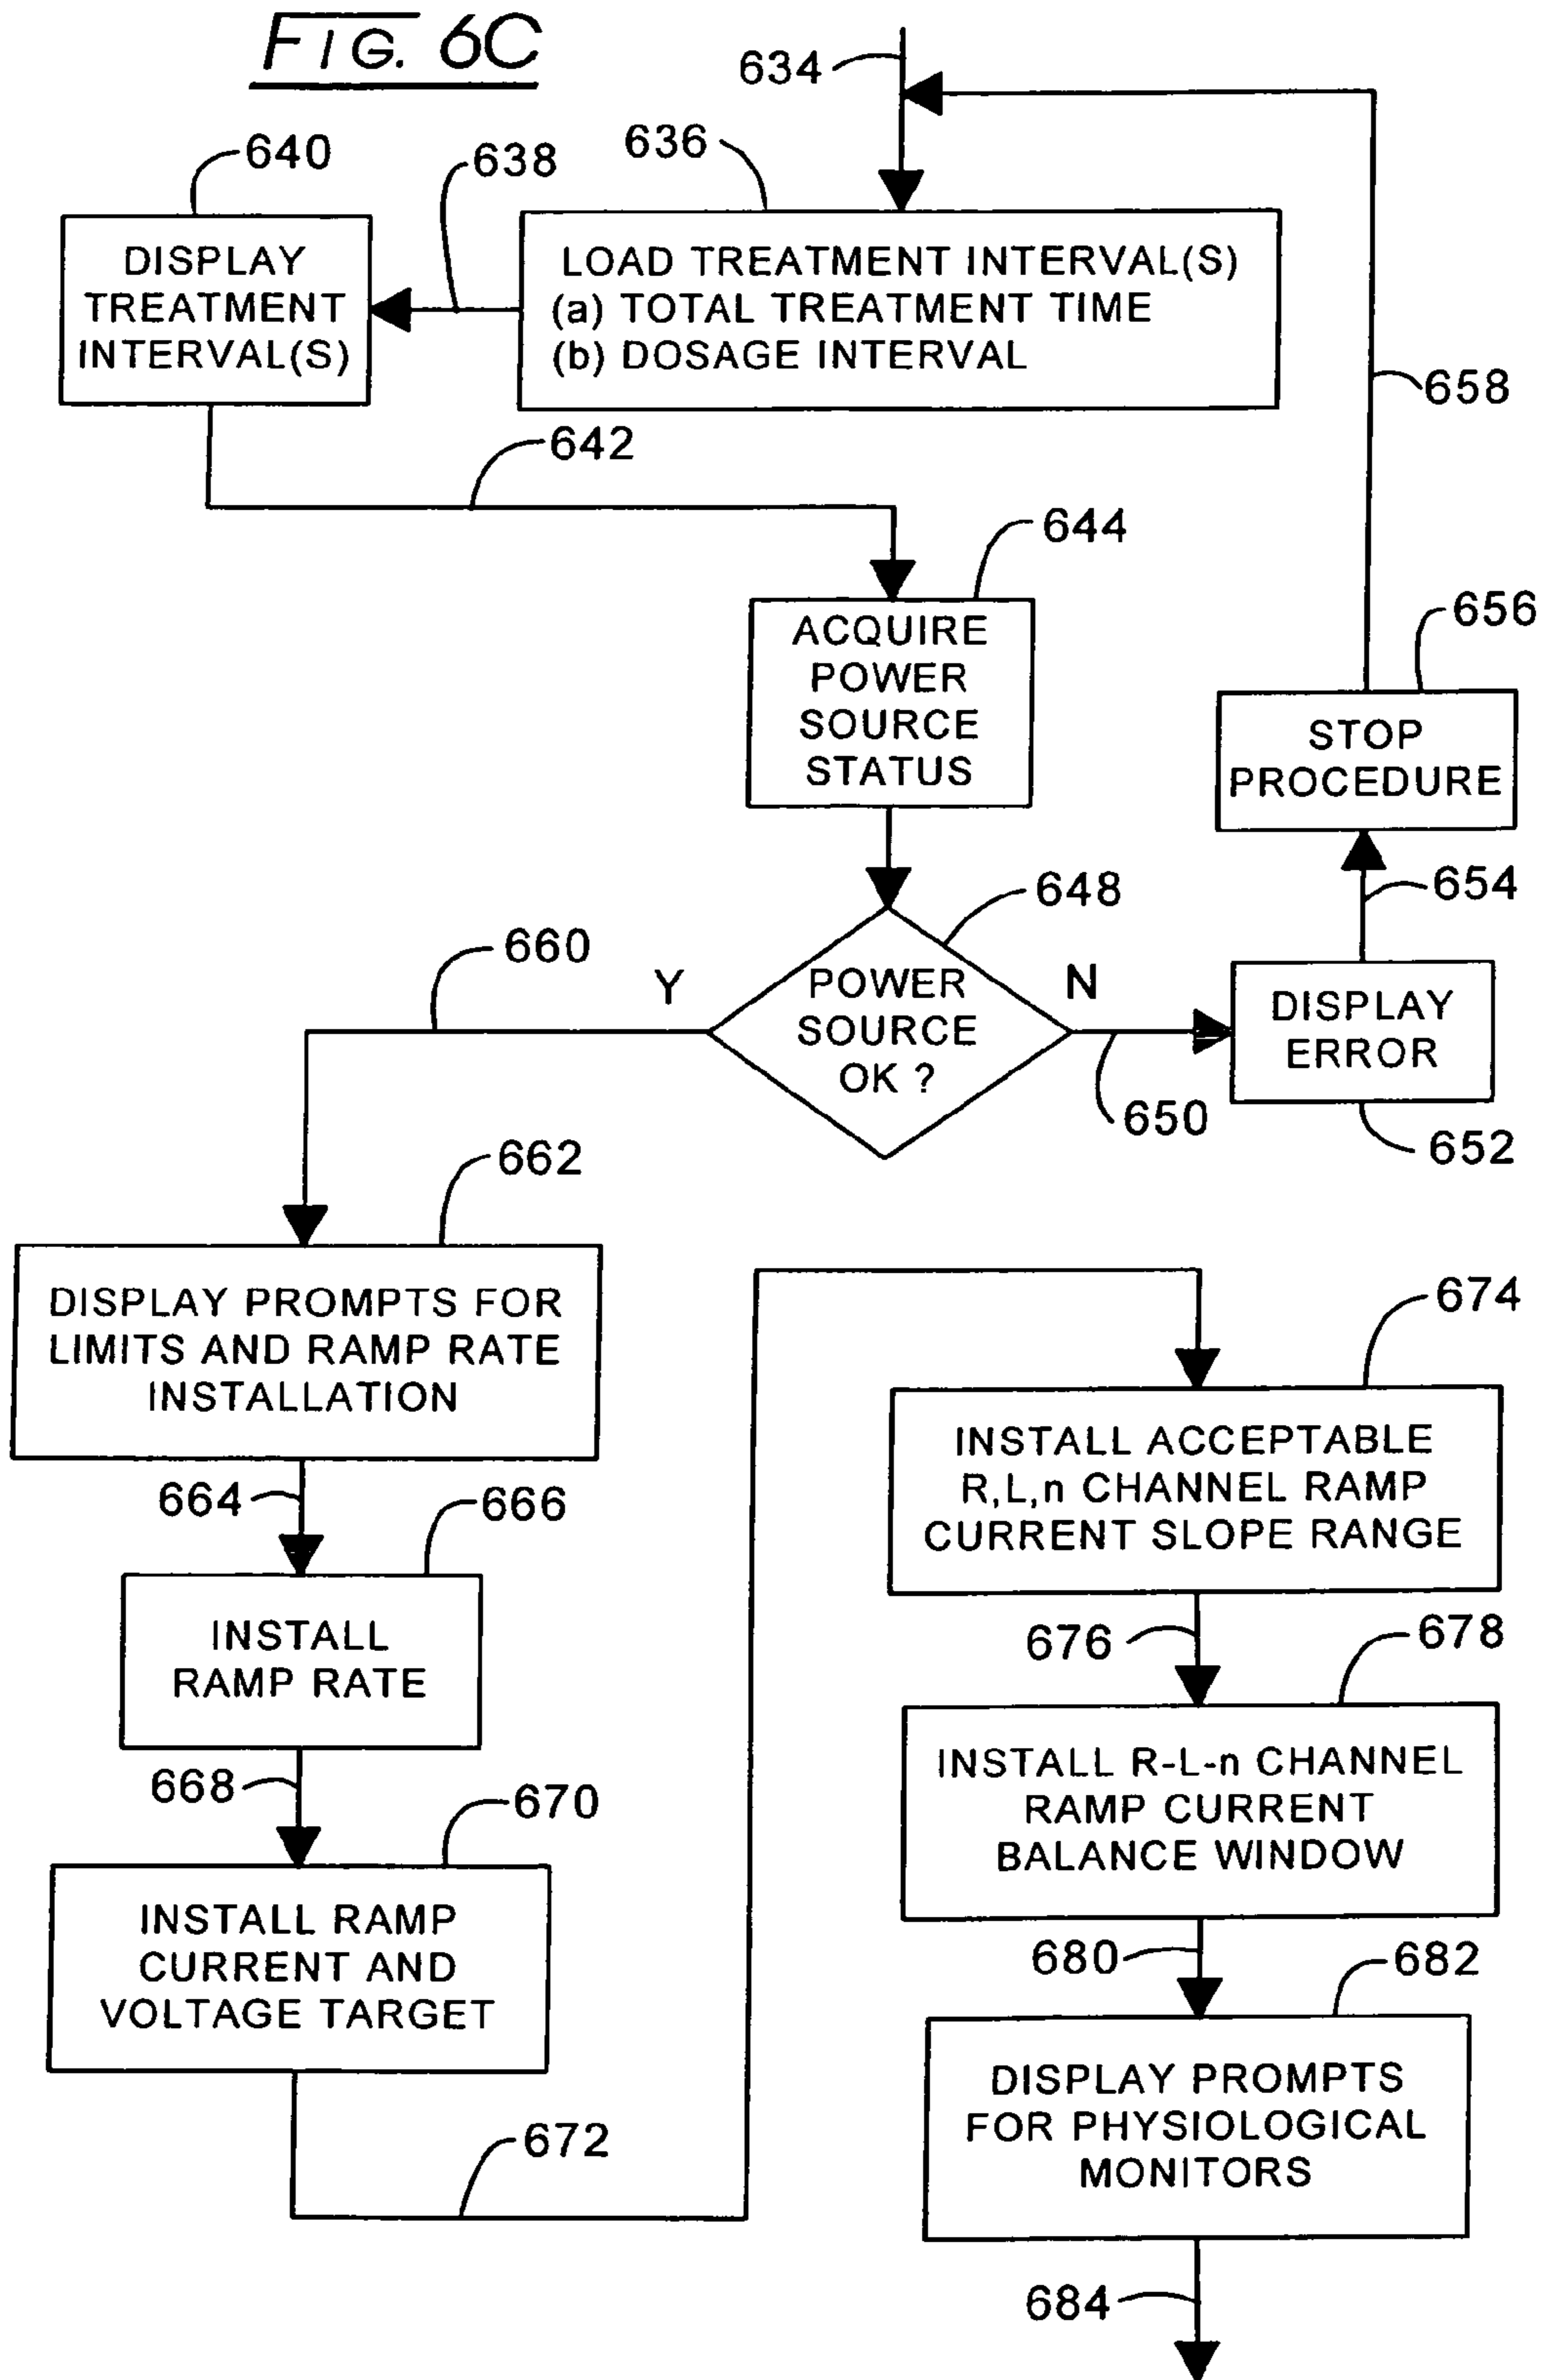 FIG. 6C
634
640
638
636
DISPLAY
TREATMENT
INTERVAL(S)
LOAD TREATMENT INTERVAL(S)
(a) TOTAL TREATMENT TIME
(b) DOSAGE INTERVAL
658
642
644
ACQUIRE
POWER
SOURCE
STATUS
656
STOP
PROCEDURE
654
648
660
Y
POWER
SOURCE
OK ?
N
650
DISPLAY
ERROR
652
662
DISPLAY PROMPTS FOR
LIMITS AND RAMP RATE
INSTALLATION
664
666
INSTALL
RAMP RATE
668
670
INSTALL RAMP
CURRENT AND
VOLTAGE TARGET
672
674
INSTALL ACCEPTABLE
R,L,n CHANNEL RAMP
CURRENT SLOPE RANGE
676
678
INSTALL R-L-n CHANNEL
RAMP CURRENT
BALANCE WINDOW
680
682
DISPLAY PROMPTS
FOR PHYSIOLOGICAL
MONITORS
684